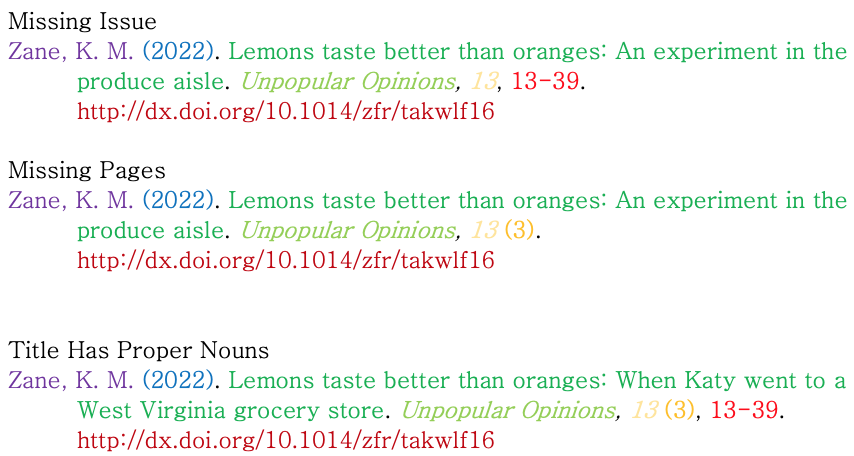 Missing Issue
Zane, K. M. (2022). Lemons taste better than oranges: An experiment in the
produce aisle. Unpopular Opinions, 13, 13-39.
http://dx.doi.org/10.1014/zfr/takwlf16
Missing Pages
Zane, K. M. (2022). Lemons taste better than oranges: An experiment in the
produce aisle. Unpopular Opinions, 13 (3).
http://dx.doi.org/10.1014/zfr/takwlf16
Title Has Proper Nouns
Zane, K. M. (2022). Lemons taste better than oranges: When Katy went to a
West Virginia grocery store. Unpopular Opinions, 13 (3), 13-39.
http://dx.doi.org/10.1014/zfr/takwlf16